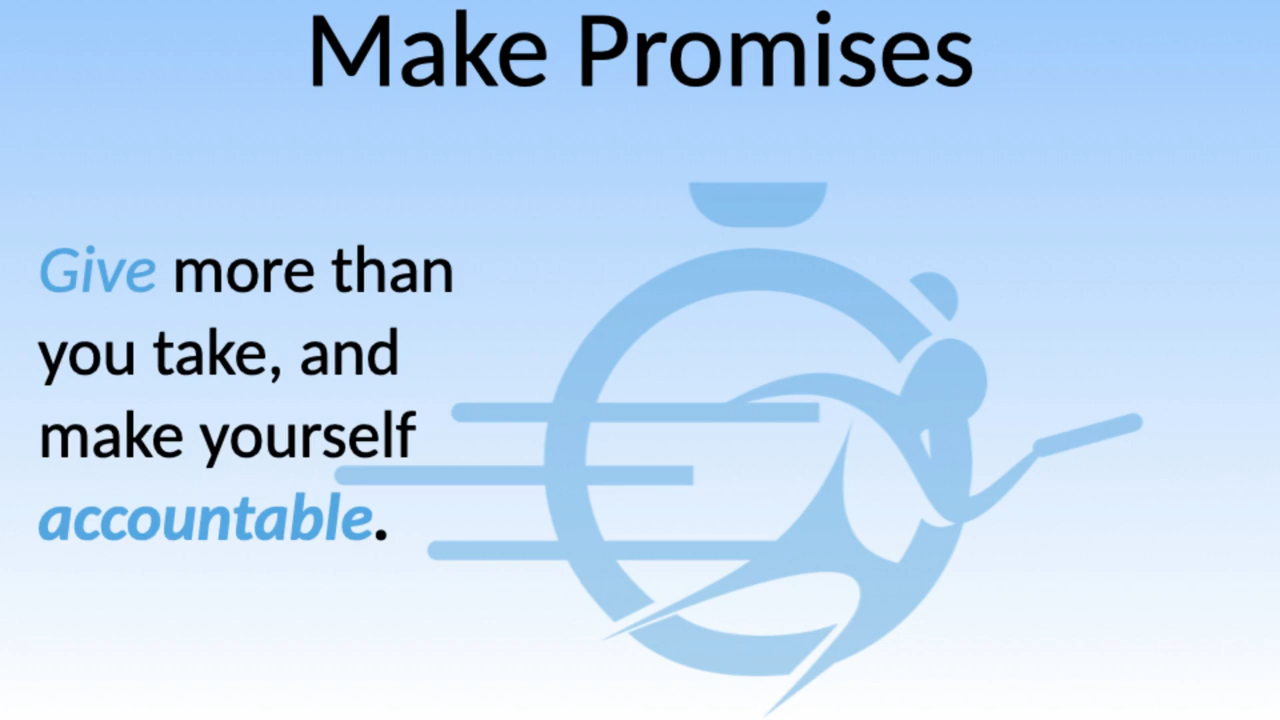 Make Promises
Give more than
you take, and
make yourself
accountable.